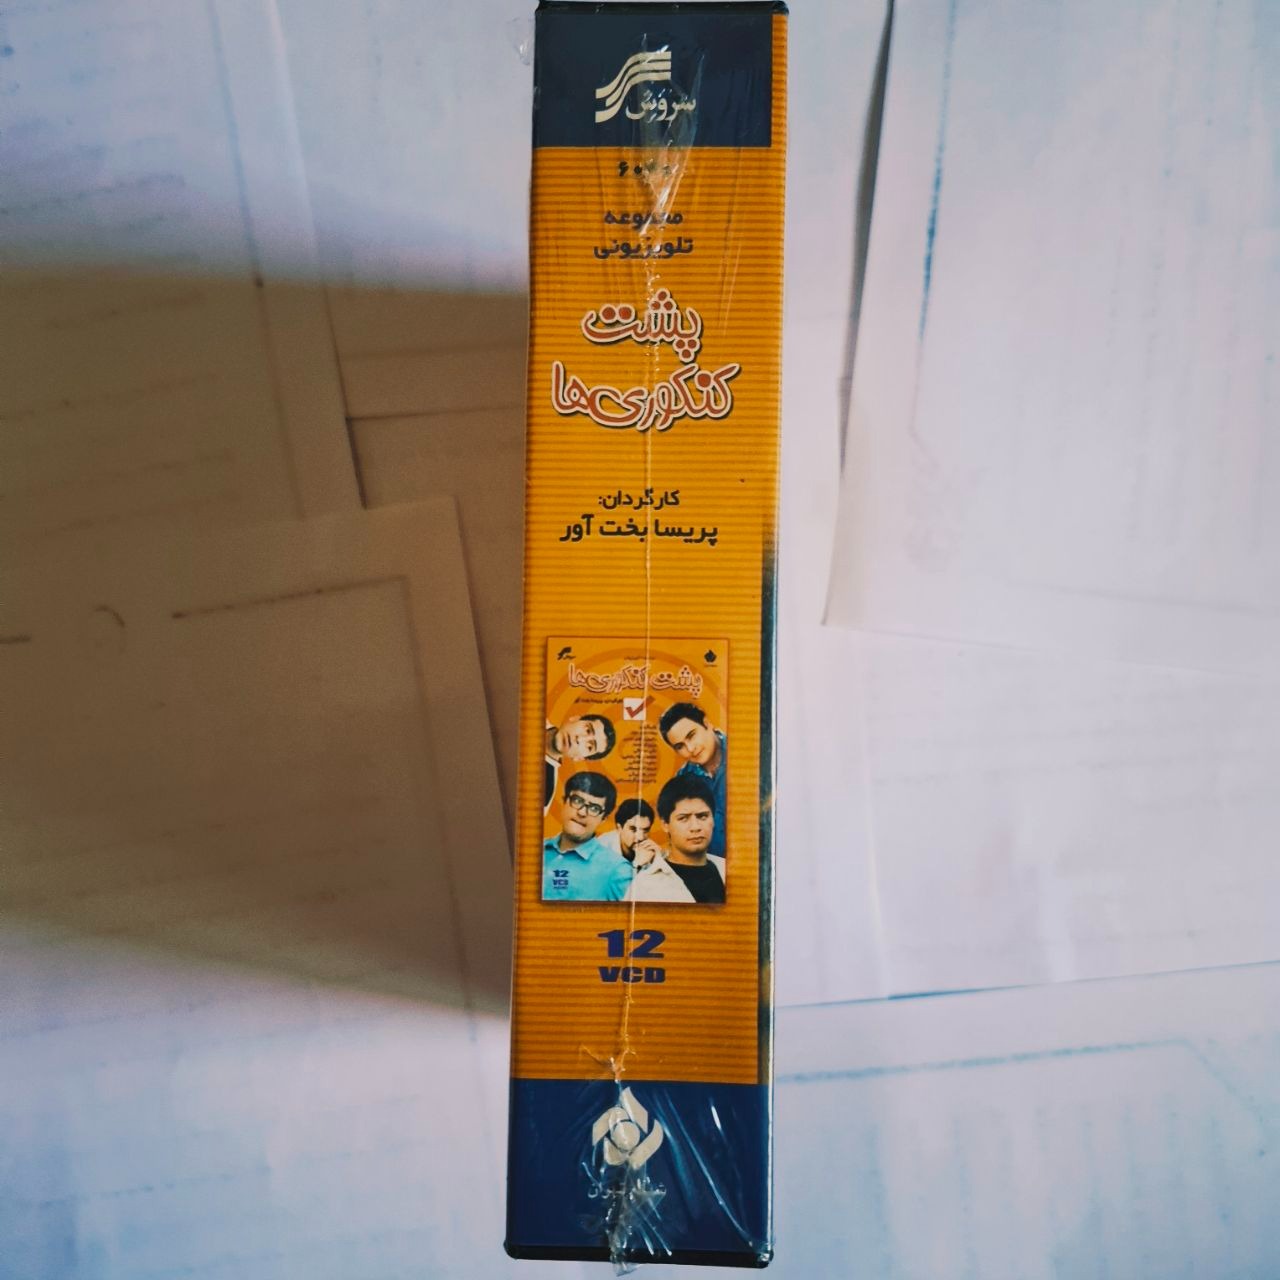 سروش
مجموعه
تلویزیونی
پشت
کنکوری‌ها
کارگردان:
پریسا بخت آور
پشت کنکوری‌ها
12
VCD
12
VCD